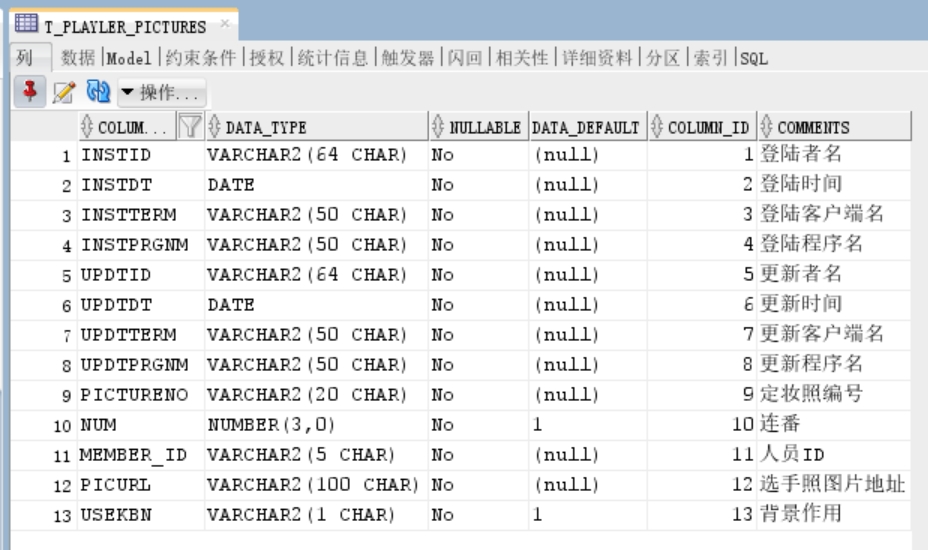 T_PLAYLER_PICTURES
列 数据 Model 约束条件 授权 统计信息 触发器 闪回 相关性 详细资料 分区 索引 SQL
操作...
COLUM... DATA_TYPE NULLABLE DATA_DEFAULT COLUMN_ID COMMENTS
1 INSTID VARCHAR2(64 CHAR) No (null) 1 登陆者名
2 INSTDT DATE No (null) 2 登陆时间
3 INSTTERM VARCHAR2(50 CHAR) No (null) 3 登陆客户端名
4 INSTPRGNM VARCHAR2(50 CHAR) No (null) 4 登陆程序名
5 UPDTID VARCHAR2(64 CHAR) No (null) 5 更新者名
6 UPDTDT DATE No (null) 6 更新时间
7 UPDTTERM VARCHAR2(50 CHAR) No (null) 7 更新客户端名
8 UPDTPRGNM VARCHAR2(50 CHAR) No (null) 8 更新程序名
9 PICTURENO VARCHAR2(20 CHAR) No (null) 9 定妆照编号
10 NUM NUMBER(3,0) No 1 10 连番
11 MEMBER_ID VARCHAR2(5 CHAR) No (null) 11 人员ID
12 PICURL VARCHAR2(100 CHAR) No (null) 12 选手照图片地址
13 USEKBN VARCHAR2(1 CHAR) No 1 13 背景作用